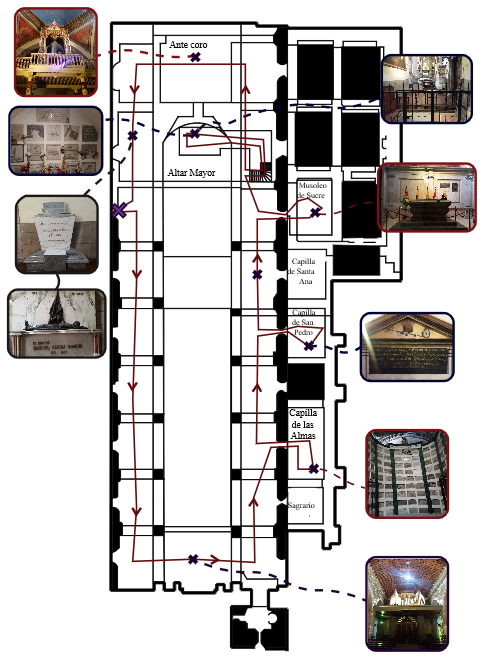 Ante coro
Altar Mayor
Musoleo
de Sucre
Capilla
de Santa
Ana
Capilla
de San
Pedro
Capilla
de las
Almas
Sagrario